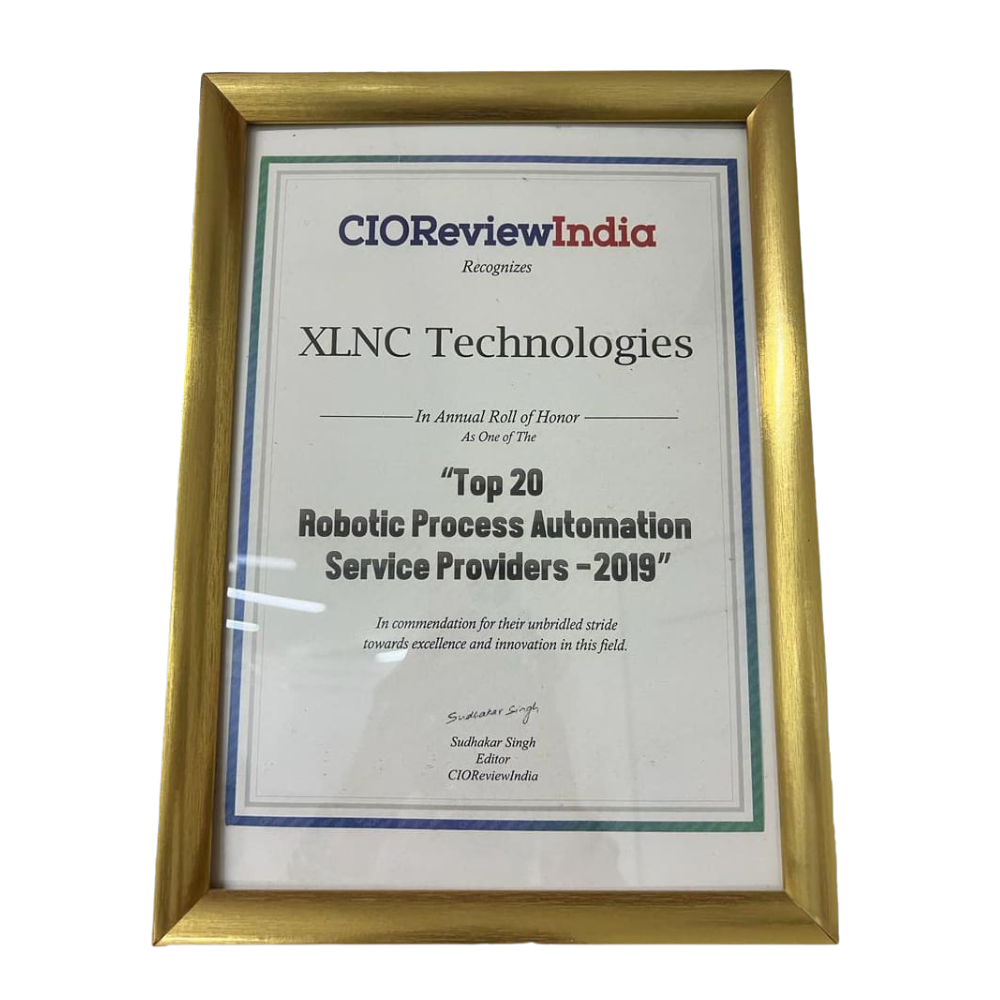 CIOReviewIndia
Recognizes
XLNC Technologies
In Annual Roll of Honor
As One of The
“Top 20
Robotic Process Automation
Service Providers -2019”
In commendation for their unbridled stride
towards excellence and innovation in this field.
Sudhakar Singh
Sudhakar Singh
Editor
CIOReviewIndia